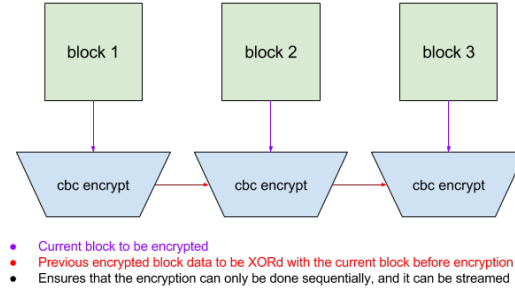 block 1 block 2 block 3
cbc encrypt cbc encrypt cbc encrypt
Current block to be encrypted
Previous encrypted block data to be XORd with the current block before encryption
Ensures that the encryption can only be done sequentially, and it can be streamed